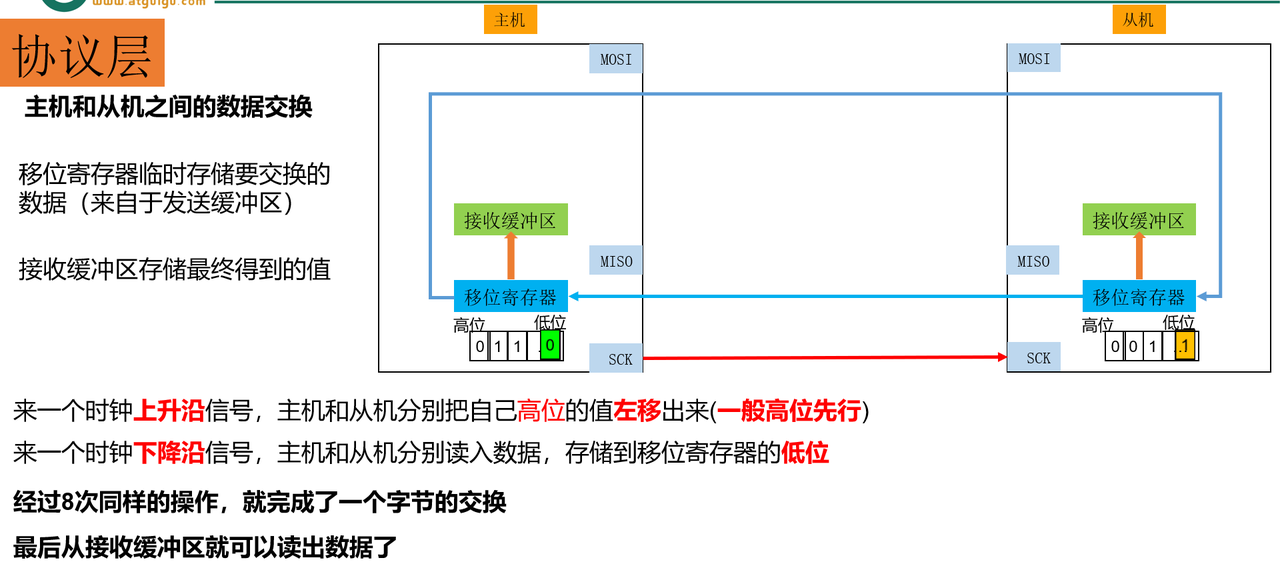 www.atguigu.com
主机
从机
协议层
MOSI
MOSI
主机和从机之间的数据交换
移位寄存器临时存储要交换的
数据（来自于发送缓冲区）
接收缓冲区
接收缓冲区
接收缓冲区存储最终得到的值
MISO
MISO
移位寄存器
移位寄存器
高位
低位
高位
低位
0 1 1 . 0
0 0 1 .1
SCK
SCK
来一个时钟上升沿信号，主机和从机分别把自己高位的值左移出来(一般高位先行)
来一个时钟下降沿信号，主机和从机分别读入数据，存储到移位寄存器的低位
经过8次同样的操作，就完成了一个字节的交换
最后从接收缓冲区就可以读出数据了